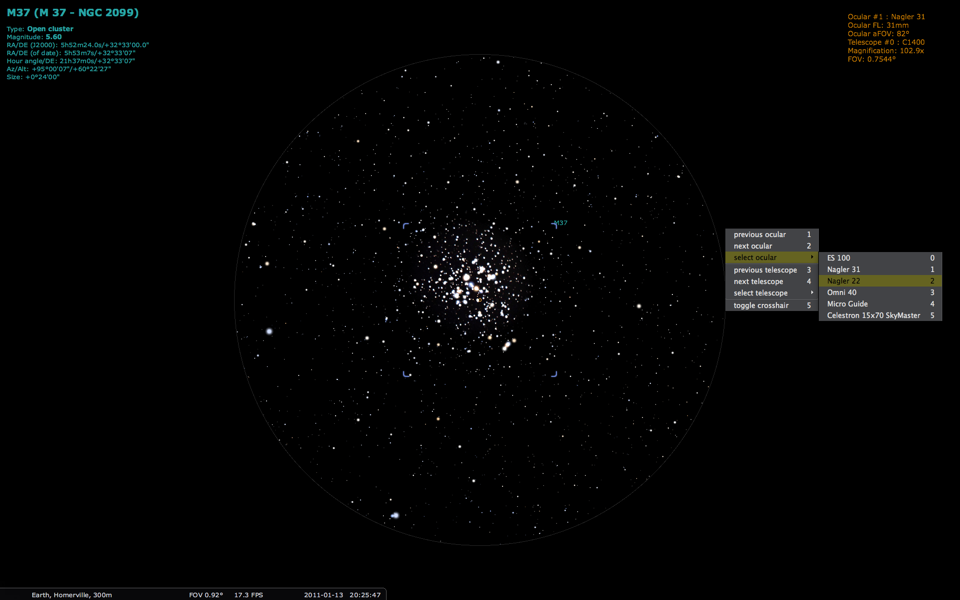 M37 (M 37 - NGC 2099)
Type: Open cluster
Magnitude: 5.60
RA/DE (J2000): 5h52m24.0s/+32°33'00.0"
RA/DE (of date): 5h53m7s/+32°33'07"
Hour angle/DE: 21h37m0s/+32°33'07"
Az/Alt: +95°00'07"/+60°22'27"
Size: +0°24'00"
Ocular #1 : Nagler 31
Ocular FL: 31mm
Ocular aFOV: 82°
Telescope #0 : C1400
Magnification: 102.9x
FOV: 0.7544°
M37
previous ocular 1
next ocular 2
select ocular
previous telescope 3
next telescope 4
select telescope
toggle crosshair 5
ES 100 0
Nagler 31 1
Nagler 22 2
Omni 40 3
Micro Guide 4
Celestron 15x70 SkyMaster 5
Earth, Homerville, 300m FOV 0.92° 17.3 FPS 2011-01-13 20:25:47